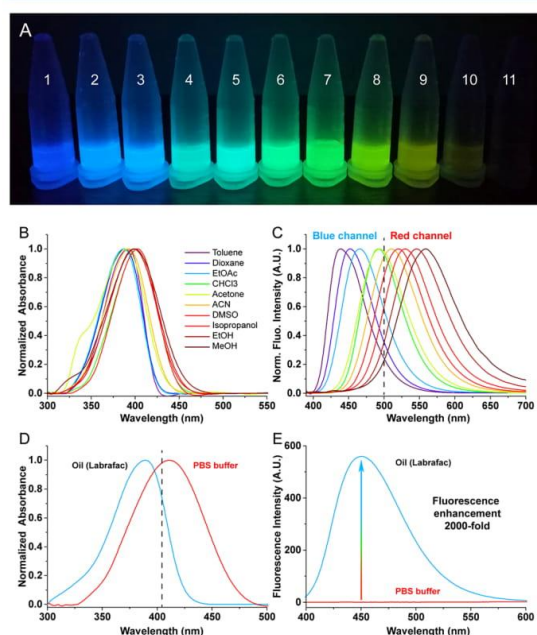 A
1 2 3 4 5 6 7 8 9 10 11
B
Normalized Absorbance
1.0
0.8
0.6
0.4
0.2
0.0
300 350 400 450 500 550
Wavelength (nm)
Toluene
Dioxane
EtOAc
CHCl3
Acetone
ACN
DMSO
Isopropanol
EtOH
MeOH
C
Blue channel Red channel
Norm. Fluo. Intensity (A.U.)
1.0
0.8
0.6
0.4
0.2
0.0
400 450 500 550 600 650 700
Wavelength (nm)
D
Oil (Labrafac) PBS buffer
Normalized Absorbance
1.0
0.8
0.6
0.4
0.2
0.0
300 350 400 450 500
Wavelength (nm)
E
Oil (Labrafac)
Fluorescence
enhancement
2000-fold
PBS buffer
Fluorescence Intensity (A.U.)
600
400
200
0
400 450 500 550 600
Wavelength (nm)